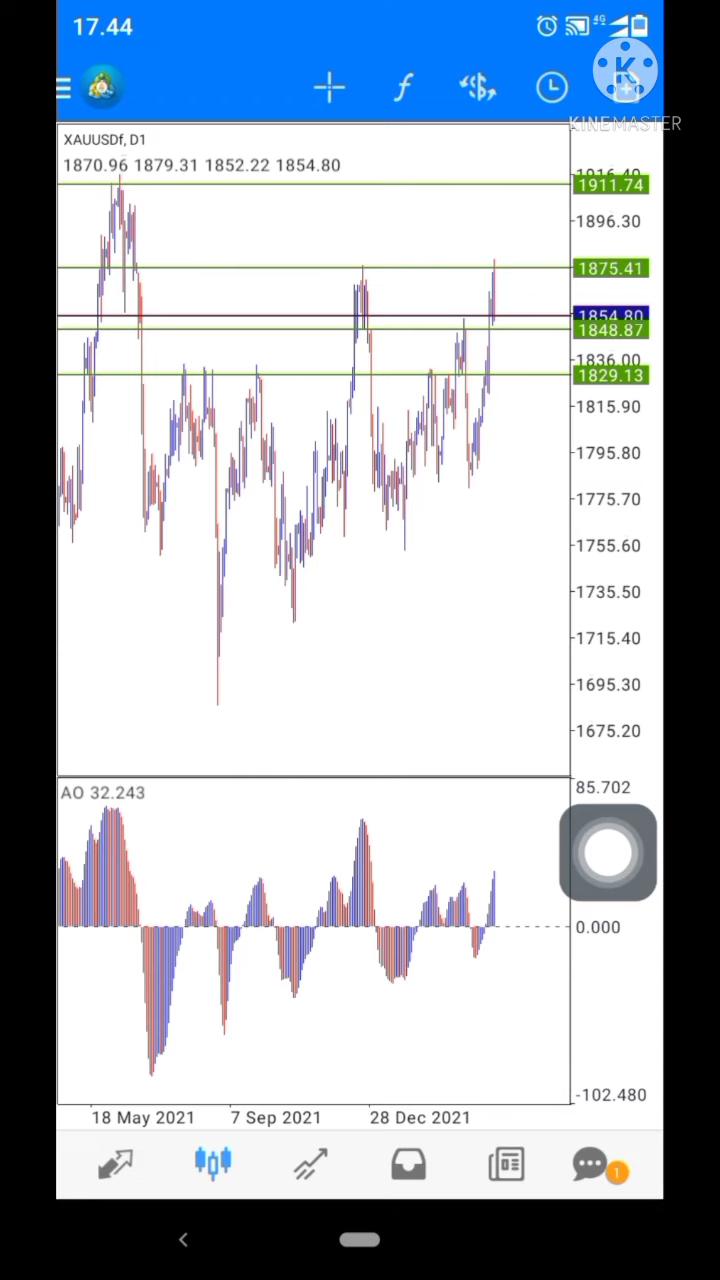 17.44
4G
KINEMASTER
XAUUSDf, D1
1870.96 1879.31 1852.22 1854.80
1916.40
1911.74
1896.30
1875.41
1854.80
1848.87
1836.00
1829.13
1815.90
1795.80
1775.70
1755.60
1735.50
1715.40
1695.30
1675.20
AO 32.243
85.702
0.000
-102.480
18 May 2021
7 Sep 2021
28 Dec 2021
1